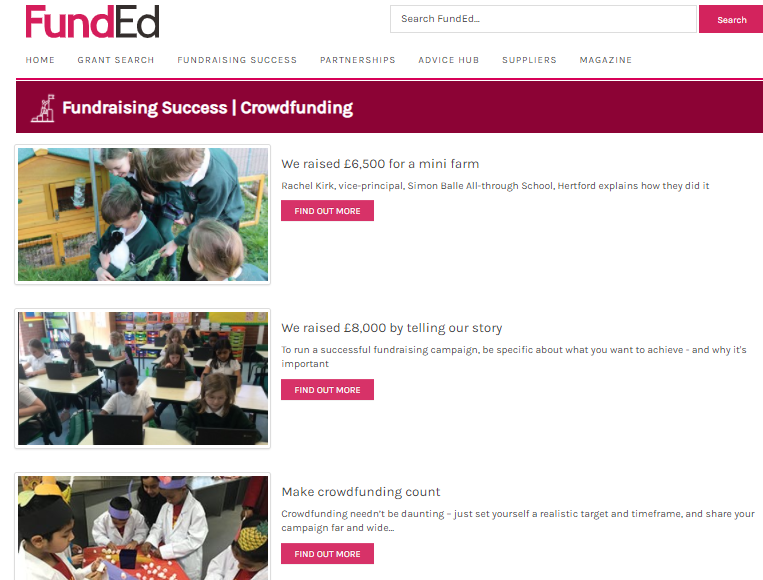 FundEd
Search FundEd...
Search
HOME
GRANT SEARCH
FUNDRAISING SUCCESS
PARTNERSHIPS
ADVICE HUB
SUPPLIERS
MAGAZINE
Fundraising Success | Crowdfunding
We raised £6,500 for a mini farm
Rachel Kirk, vice-principal, Simon Balle All-through School, Hertford explains how they did it
FIND OUT MORE
We raised £8,000 by telling our story
To run a successful fundraising campaign, be specific about what you want to achieve - and why it's
important
FIND OUT MORE
Make crowdfunding count
Crowdfunding needn't be daunting – just set yourself a realistic target and timeframe, and share your
campaign far and wide...
FIND OUT MORE